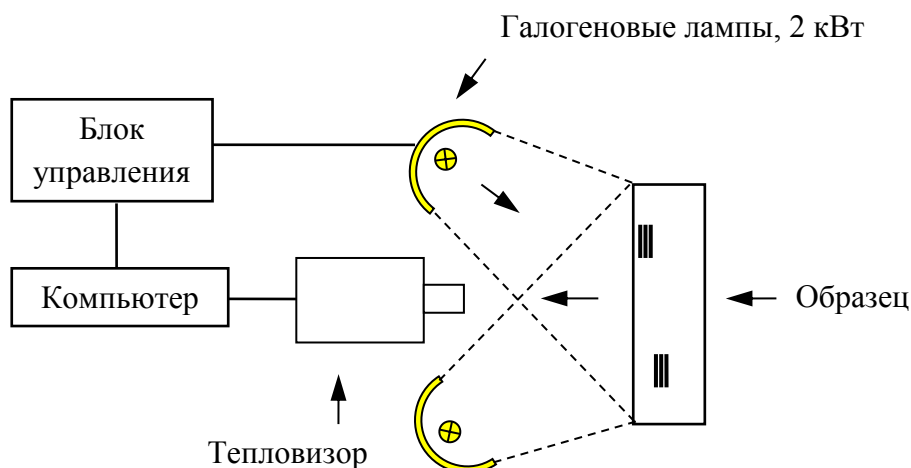 Галогеновые лампы, 2 кВт
Блок
управления
Компьютер
Образец
Тепловизор